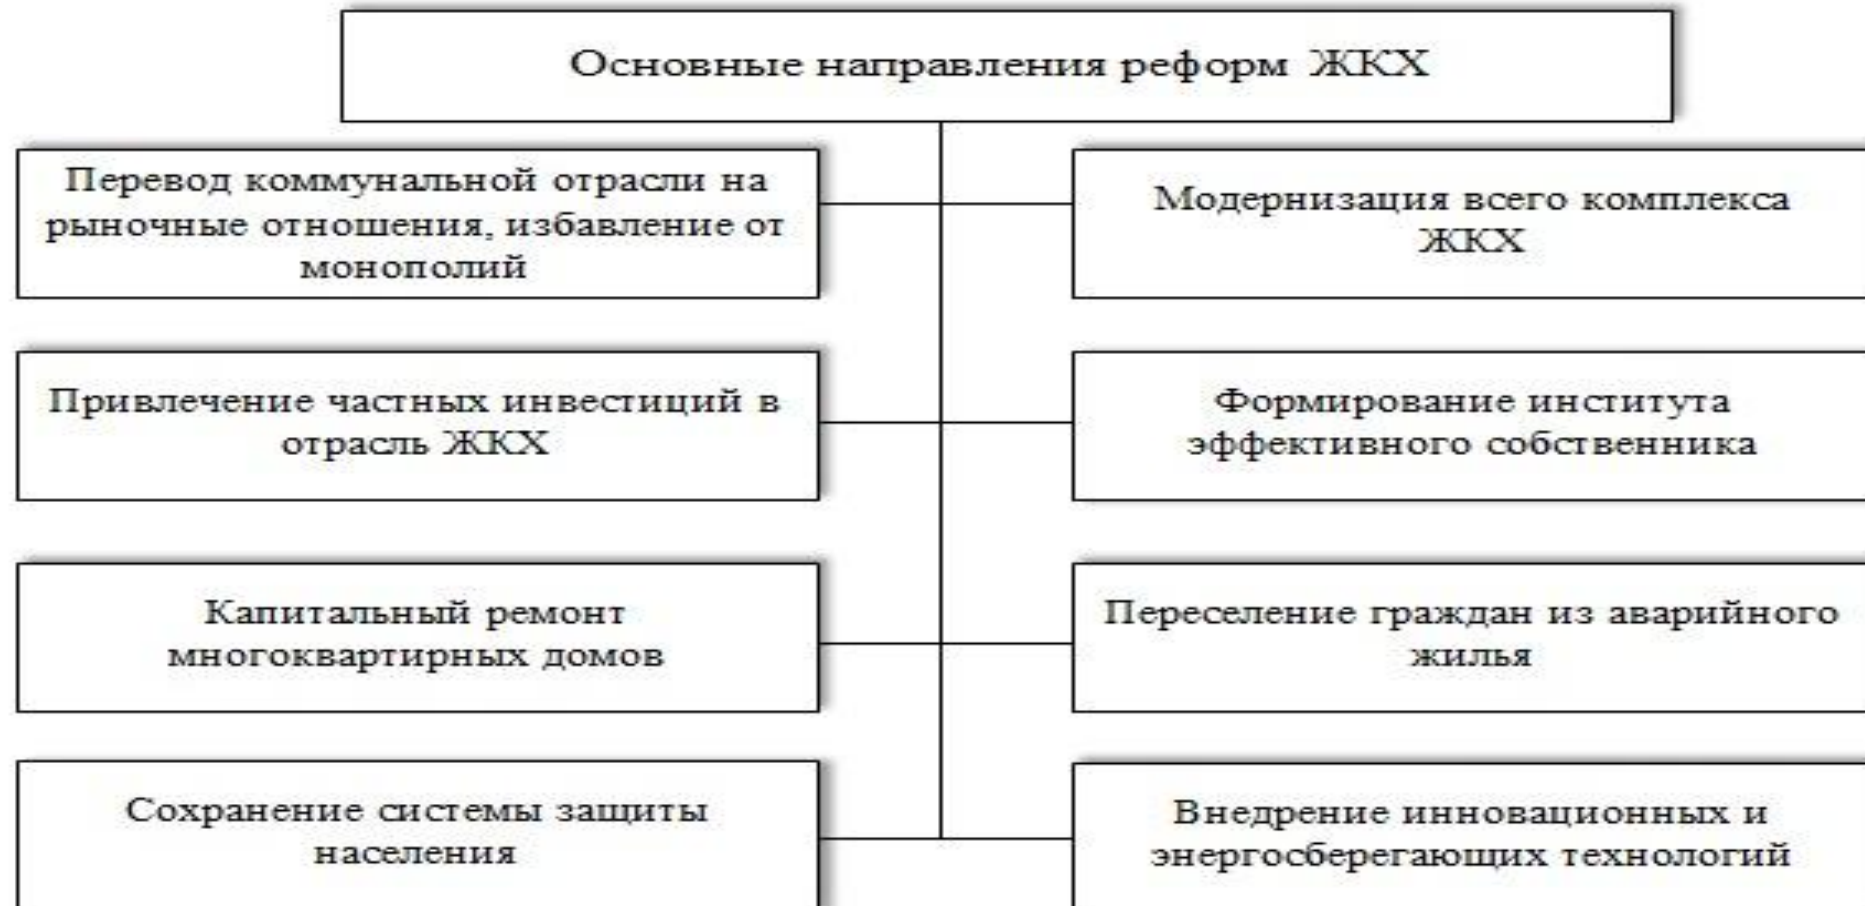 Основные направления реформ ЖКХ
Перевод коммунальной отрасли на
рыночные отношения, избавление от
монополий
Модернизация всего комплекса
ЖКХ
Привлечение частных инвестиций в
отрасль ЖКХ
Формирование института
эффективного собственника
Капитальный ремонт
многоквартирных домов
Переселение граждан из аварийного
жилья
Сохранение системы защиты
населения
Внедрение инновационных и
энергосберегающих технологий